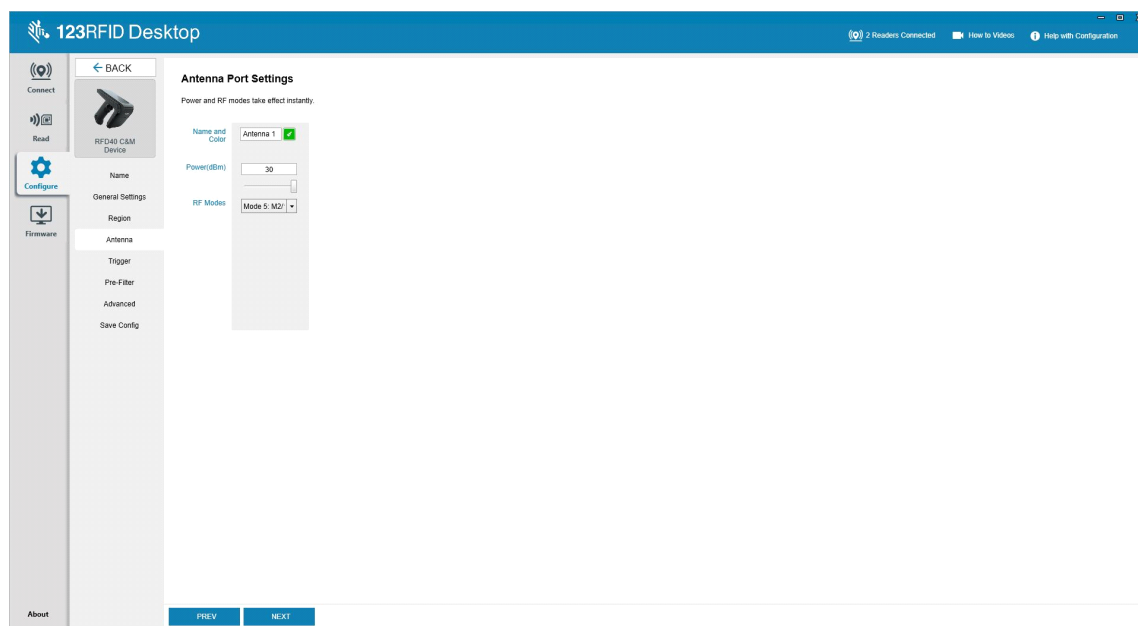 123RFID Desktop
2 Readers Connected
How to Videos
Help with Configuration
Connect
Read
Configure
Firmware
About
BACK
RFD40 C&M
Device
Name
General Settings
Region
Antenna
Trigger
Pre-Filter
Advanced
Save Config
Antenna Port Settings
Power and RF modes take effect instantly.
Name and
Color
Antenna 1
Power(dBm)
30
RF Modes
Mode 5: M2/
PREV
NEXT